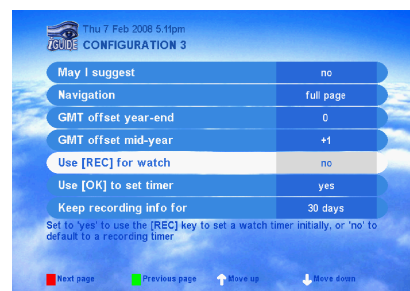 Thu 7 Feb 2008 5.11pm
iGUIDE CONFIGURATION 3
May I suggest no
Navigation full page
GMT offset year-end 0
GMT offset mid-year +1
Use [REC] for watch no
Use [OK] to set timer yes
Keep recording info for 30 days
Set to 'yes' to use the [REC] key to set a watch timer initially, or 'no' to
default to a recording timer
Next page Previous page Move up Move down